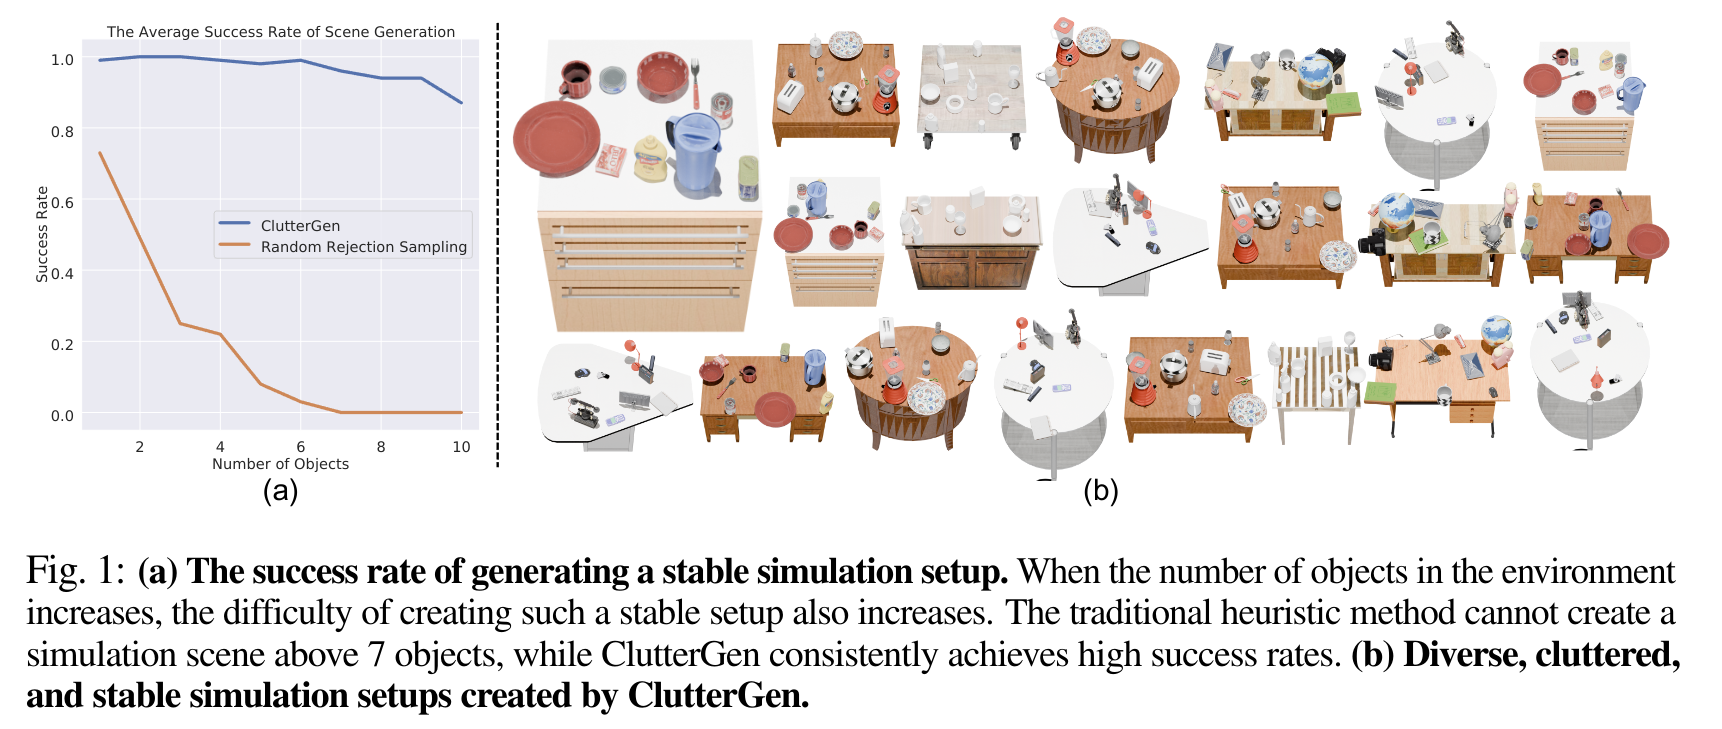 The Average Success Rate of Scene Generation
1.0
0.8
0.6
0.4
0.2
0.0
Success Rate
ClutterGen
Random Rejection Sampling
2 4 6 8 10
Number of Objects
(a)
(b)
Fig. 1: (a) The success rate of generating a stable simulation setup. When the number of objects in the environment
increases, the difficulty of creating such a stable setup also increases. The traditional heuristic method cannot create a
simulation scene above 7 objects, while ClutterGen consistently achieves high success rates. (b) Diverse, cluttered,
and stable simulation setups created by ClutterGen.